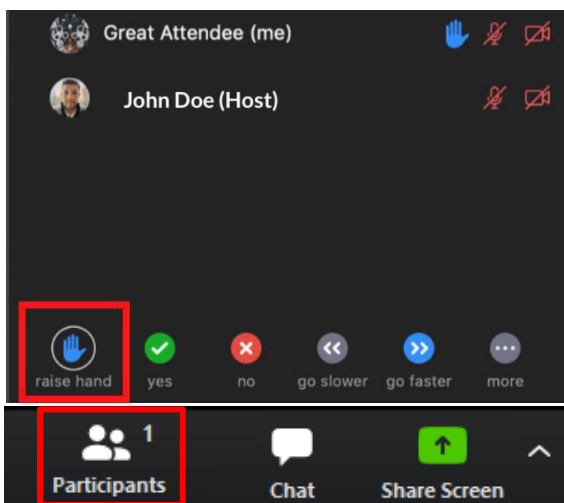 Great Attendee (me)
John Doe (Host)
raise hand yes no go slower go faster more
1
Participants Chat Share Screen